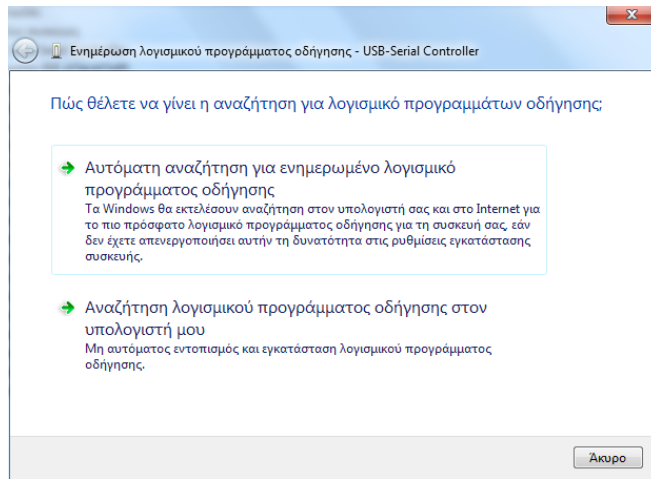 Ενημέρωση λογισμικού προγράμματος οδήγησης - USB-Serial Controller
Πώς θέλετε να γίνει η αναζήτηση για λογισμικό προγραμμάτων οδήγησης;
Αυτόματη αναζήτηση για ενημερωμένο λογισμικό
προγράμματος οδήγησης
Τα Windows θα εκτελέσουν αναζήτηση στον υπολογιστή σας και στο Internet για
το πιο πρόσφατο λογισμικό προγράμματος οδήγησης για τη συσκευή σας, εάν
δεν έχετε απενεργοποιήσει αυτήν τη δυνατότητα στις ρυθμίσεις εγκατάστασης
συσκευής.
Αναζήτηση λογισμικού προγράμματος οδήγησης στον
υπολογιστή μου
Μη αυτόματος εντοπισμός και εγκατάσταση λογισμικού προγράμματος
οδήγησης.
Άκυρο